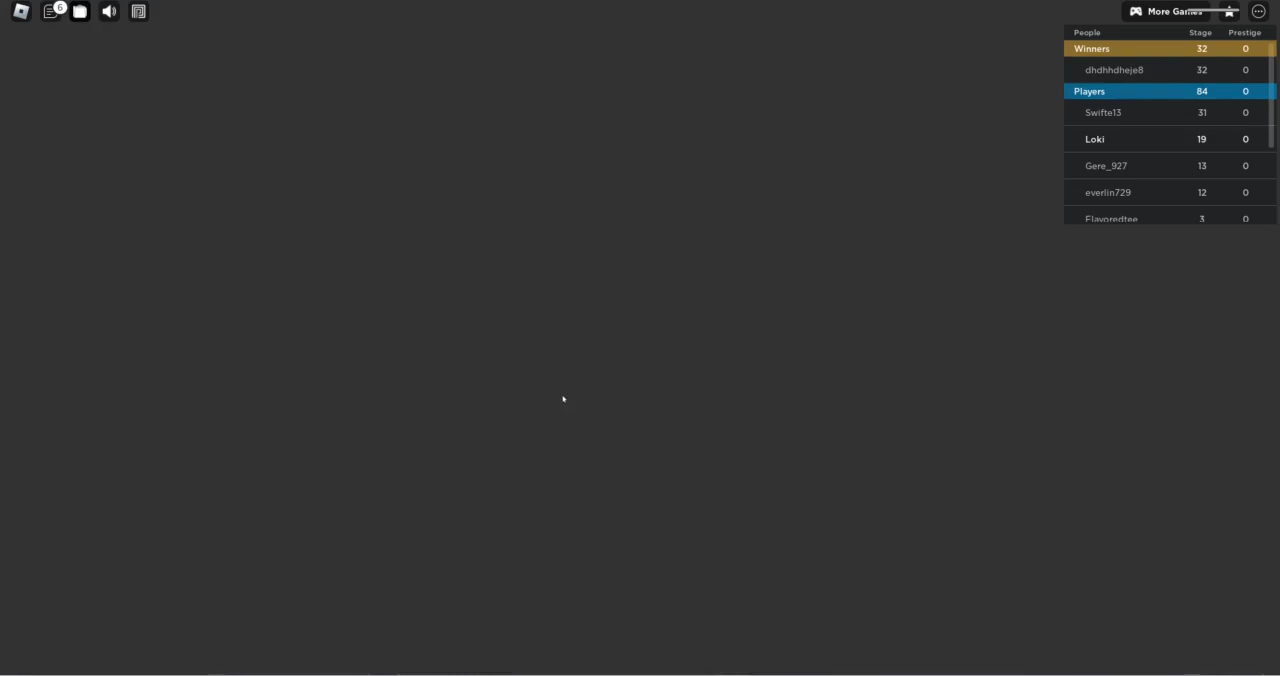 6
More Games
People Stage Prestige
Winners 32 0
dhdhhdheje8 32 0
Players 84 0
Swifte13 31 0
Loki 19 0
Gere_927 13 0
everlin729 12 0
Flavoredtee 3 0